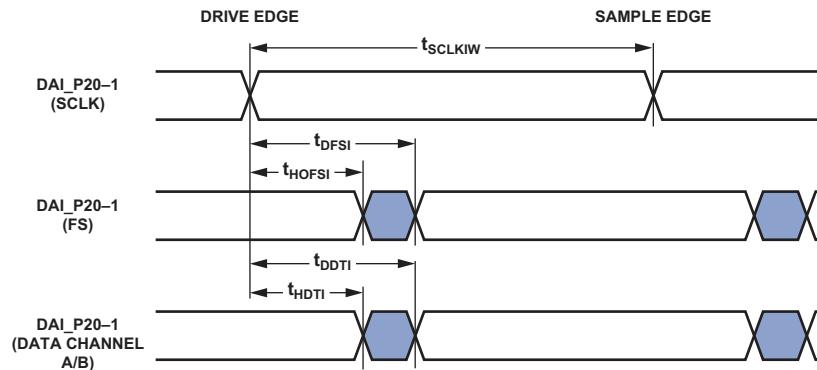 DRIVE EDGE
SAMPLE EDGE
tSCLKIW
DAI_P20–1
(SCLK)
tDFSI
tHOFSI
DAI_P20–1
(FS)
tDDTI
tHDTI
DAI_P20–1
(DATA CHANNEL
A/B)